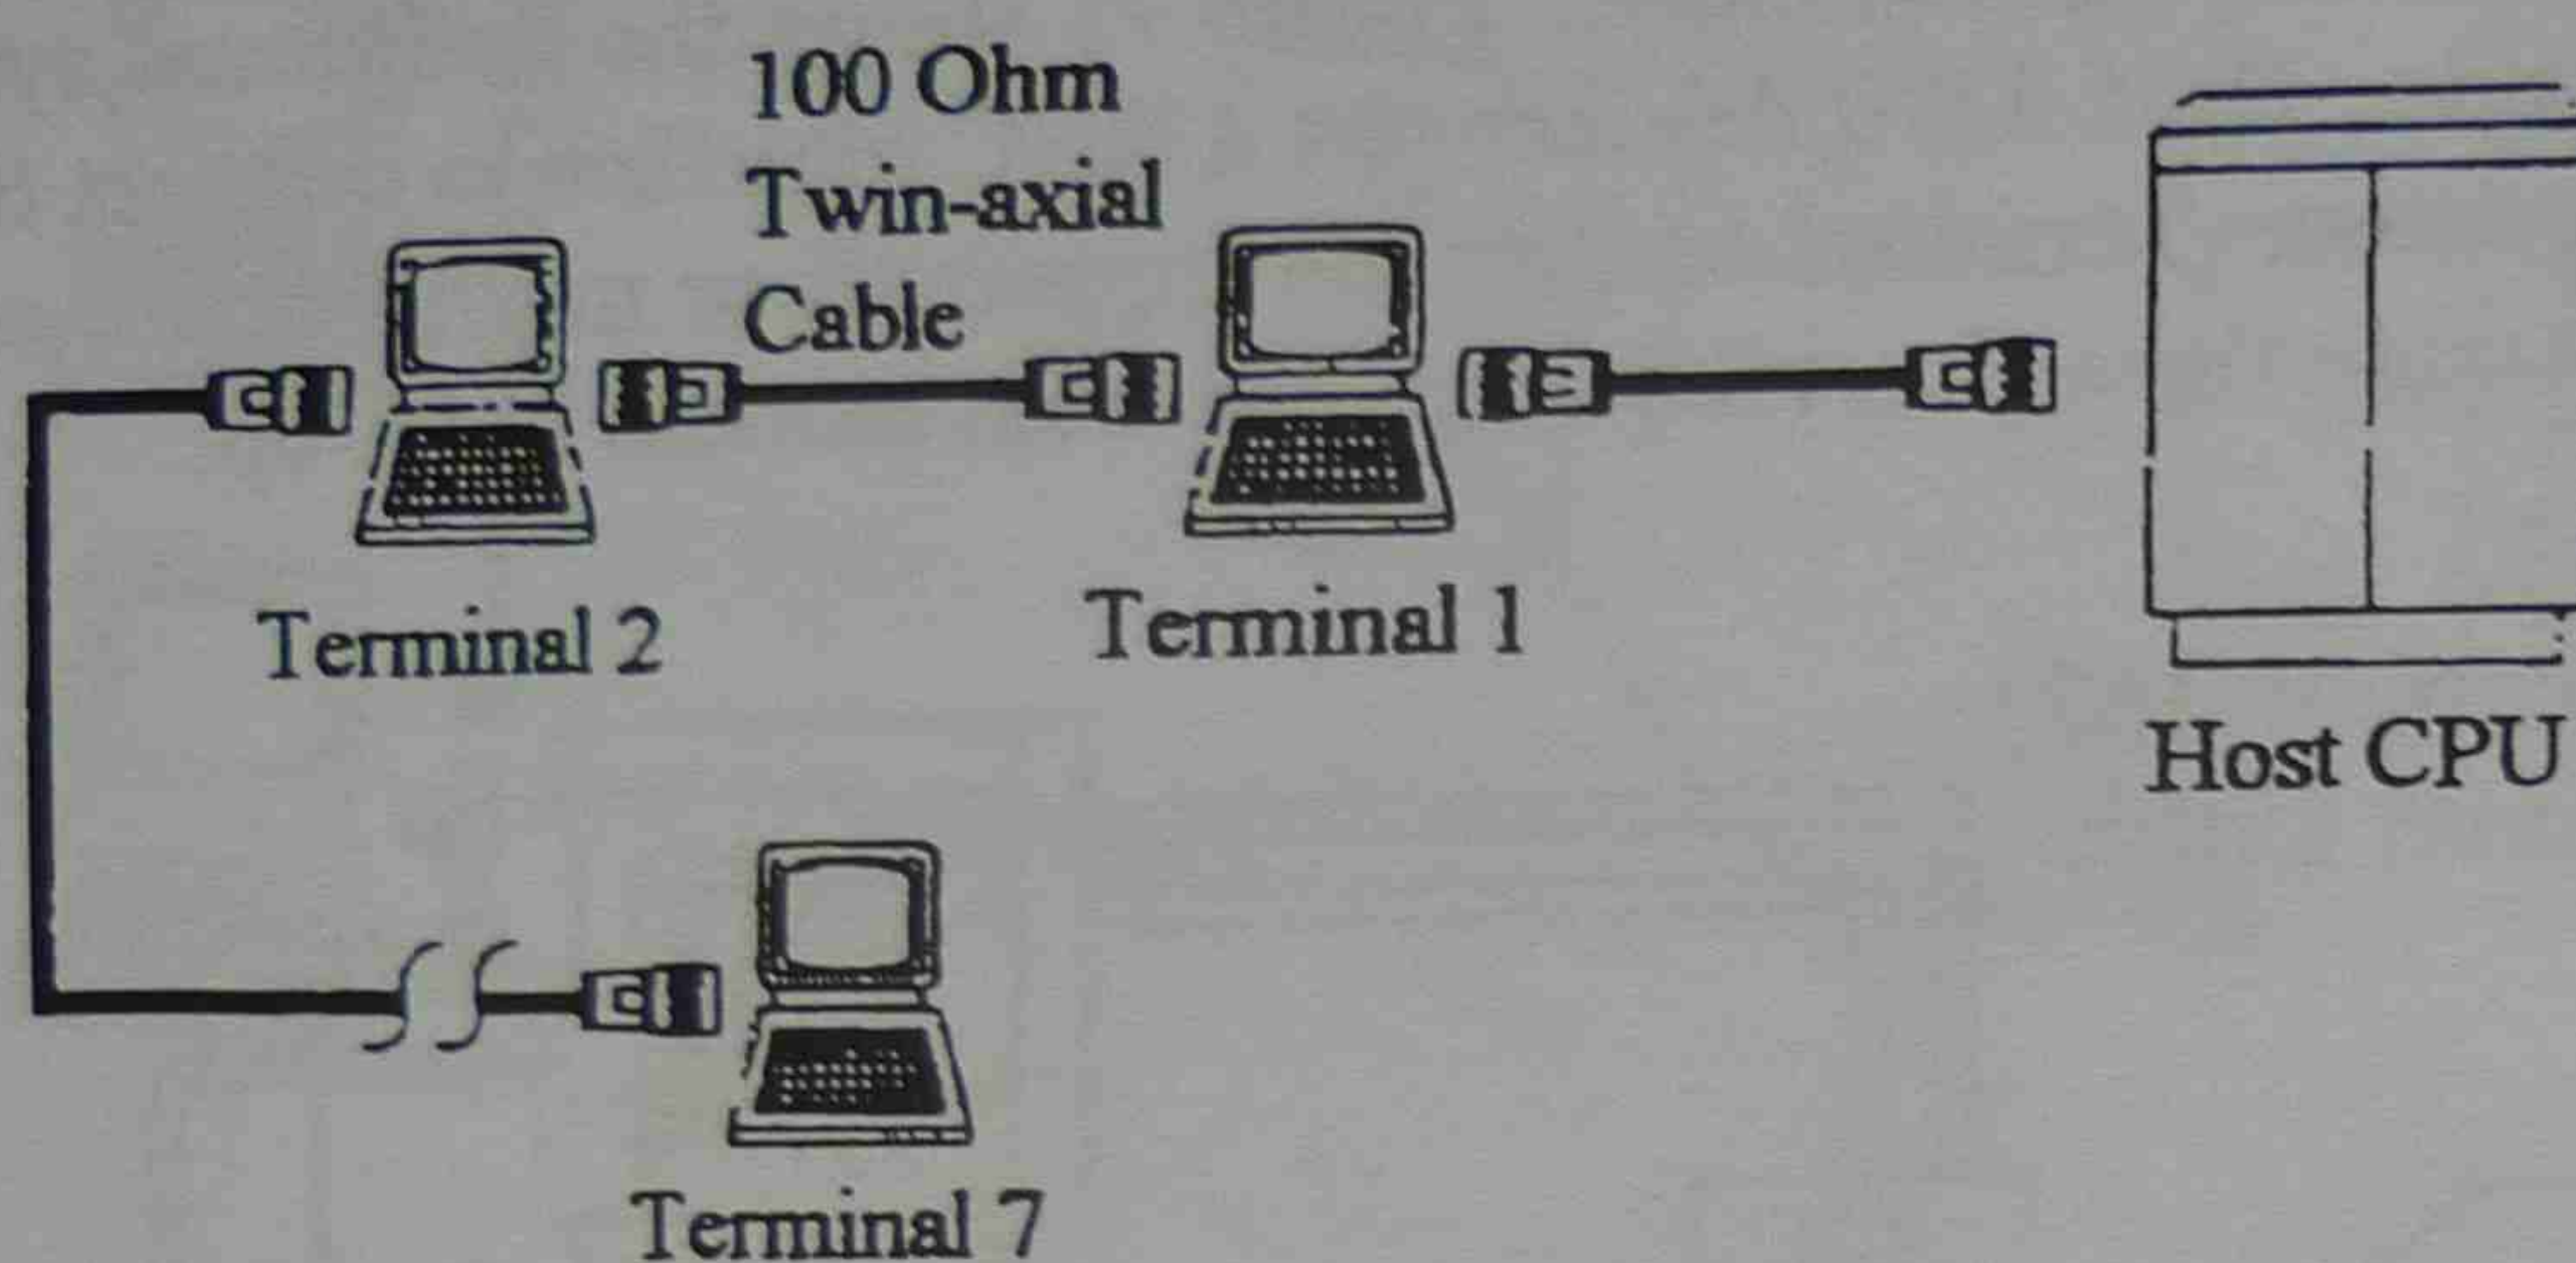 100 Ohm
Twin-axial
Cable
Terminal 2
Terminal 1
Host CPU
Terminal 7